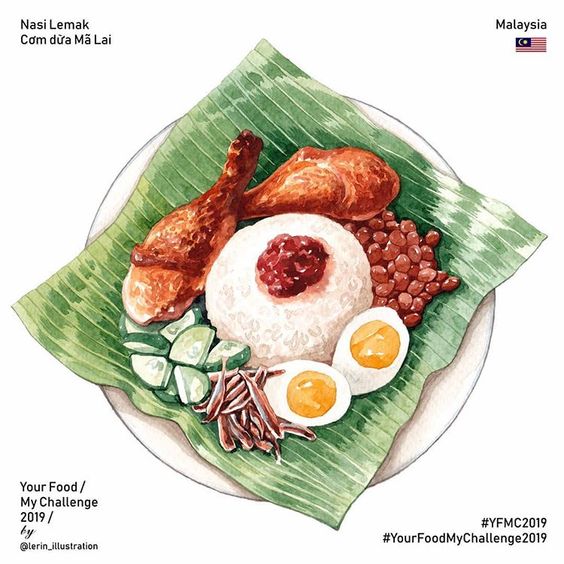 Nasi Lemak
Cơm dừa Mã Lai
Malaysia
Your Food /
My Challenge
2019 /
by
@lerin_illustration
#YFMC2019
#YourFoodMyChallenge2019